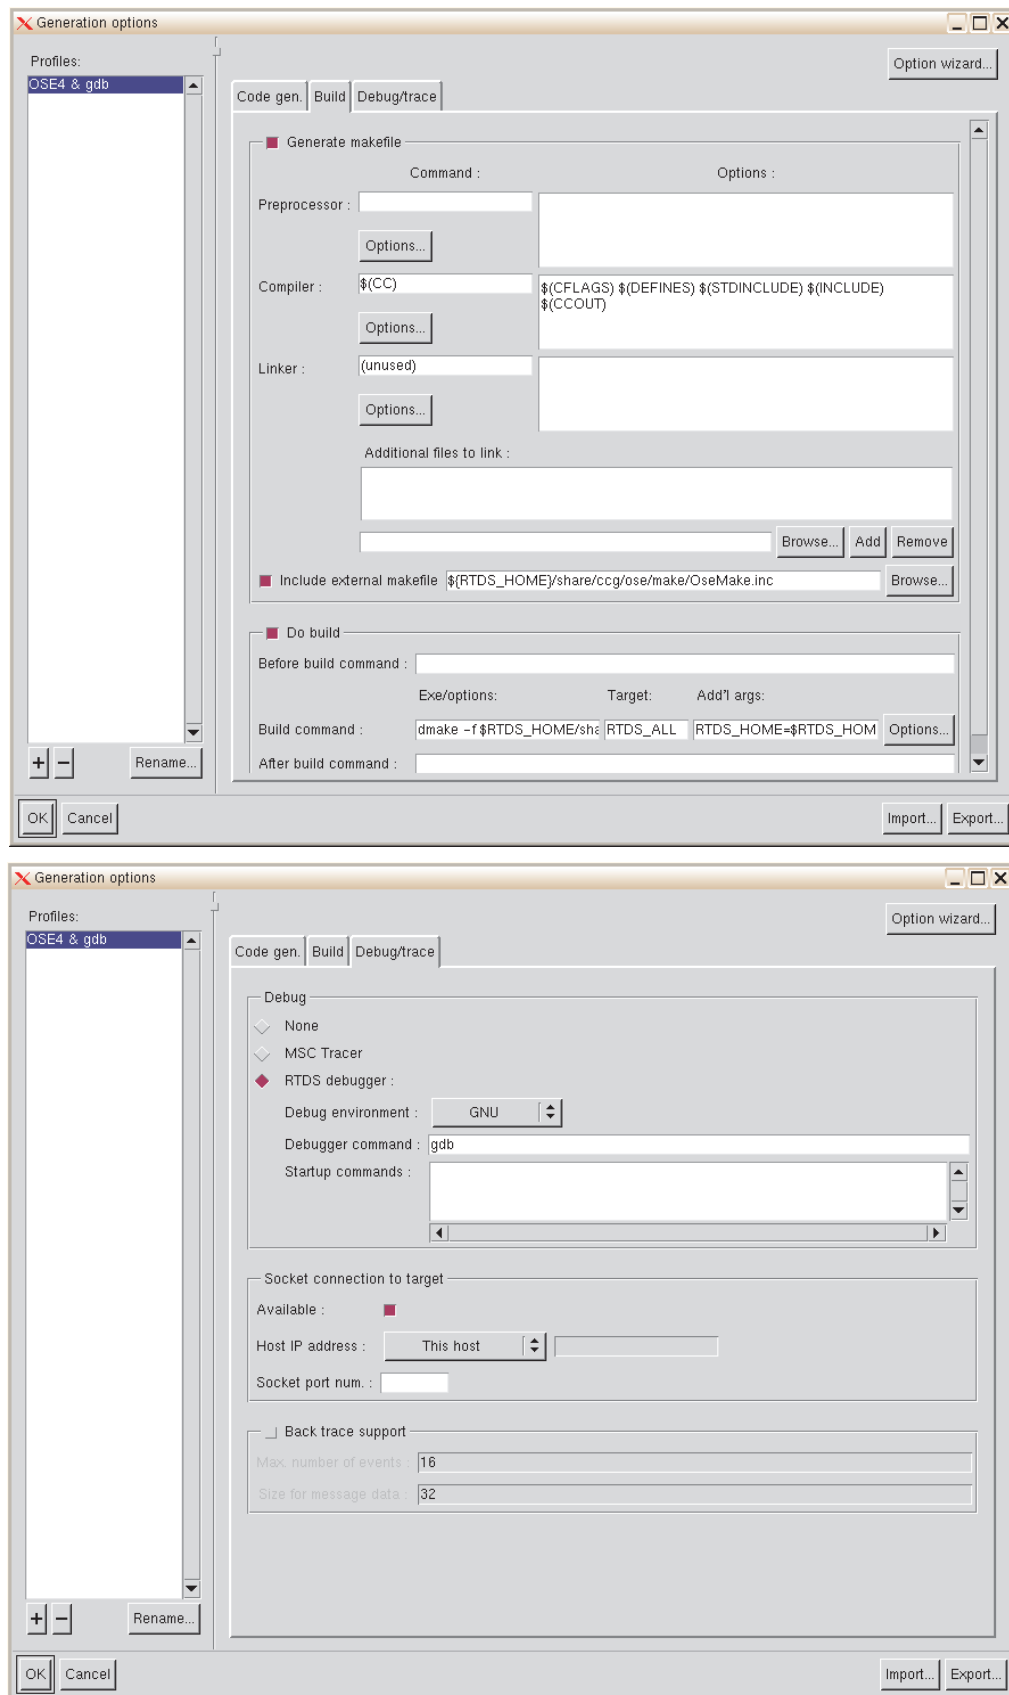 Generation options
Profiles:
Option wizard...
OSE4 & gdb
Code gen. Build Debug/trace
Generate makefile
Command : Options :
Preprocessor :
Options...
Compiler : $(CC) $(CFLAGS) $(DEFINES) $(STDINCLUDE) $(INCLUDE)
$(CCOUT)
Options...
Linker : (unused)
Options...
Additional files to link :
Browse... Add Remove
Include external makefile ${RTDS_HOME}/share/ccg/ose/make/OseMake.inc Browse...
Do build
Before build command :
Exe/options: Target: Add'l args:
Build command : dmake -f $RTDS_HOME/sha RTDS_ALL RTDS_HOME=$RTDS_HOM Options...
After build command :
+ - Rename...
OK Cancel Import... Export...
Generation options
Profiles:
Option wizard...
OSE4 & gdb
Code gen. Build Debug/trace
Debug
None
MSC Tracer
RTDS debugger :
Debug environment : GNU
Debugger command : gdb
Startup commands :
Socket connection to target
Available :
Host IP address : This host
Socket port num. :
Back trace support
Max. number of events : 16
Size for message data : 32
+ - Rename...
OK Cancel Import... Export...